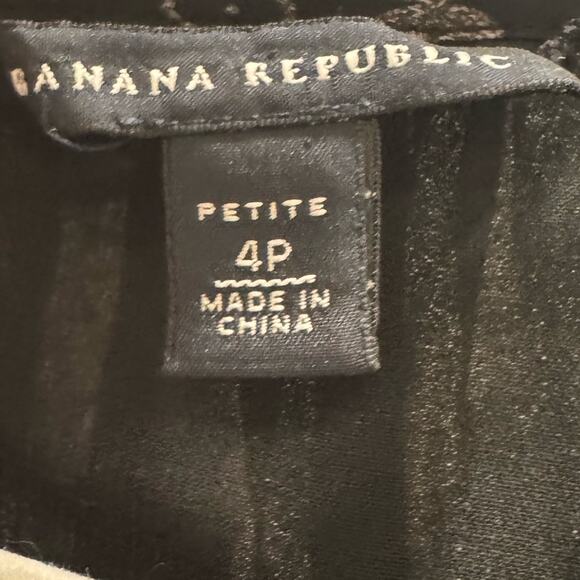 BANANA REPUBLIC
PETITE
4P
MADE IN
CHINA